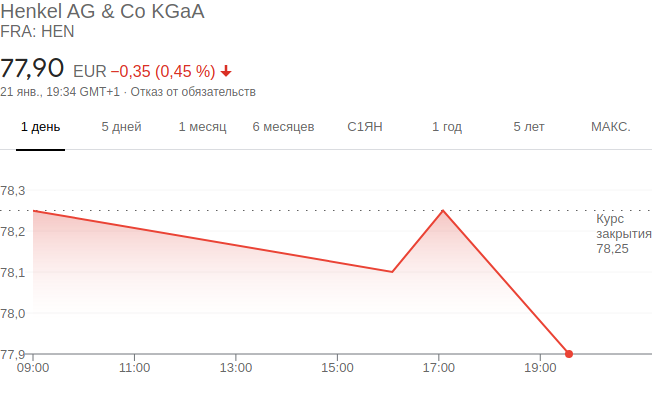 Henkel AG & Co KGaA
FRA: HEN
77,90 EUR −0,35 (0,45 %)
21 янв., 19:34 GMT+1 · Отказ от обязательств
1 день 5 дней 1 месяц 6 месяцев С1ЯН 1 год 5 лет МАКС.
78,3
78,2
78,1
78,0
77,9
Курс
закрытия
78,25
09:00 11:00 13:00 15:00 17:00 19:00